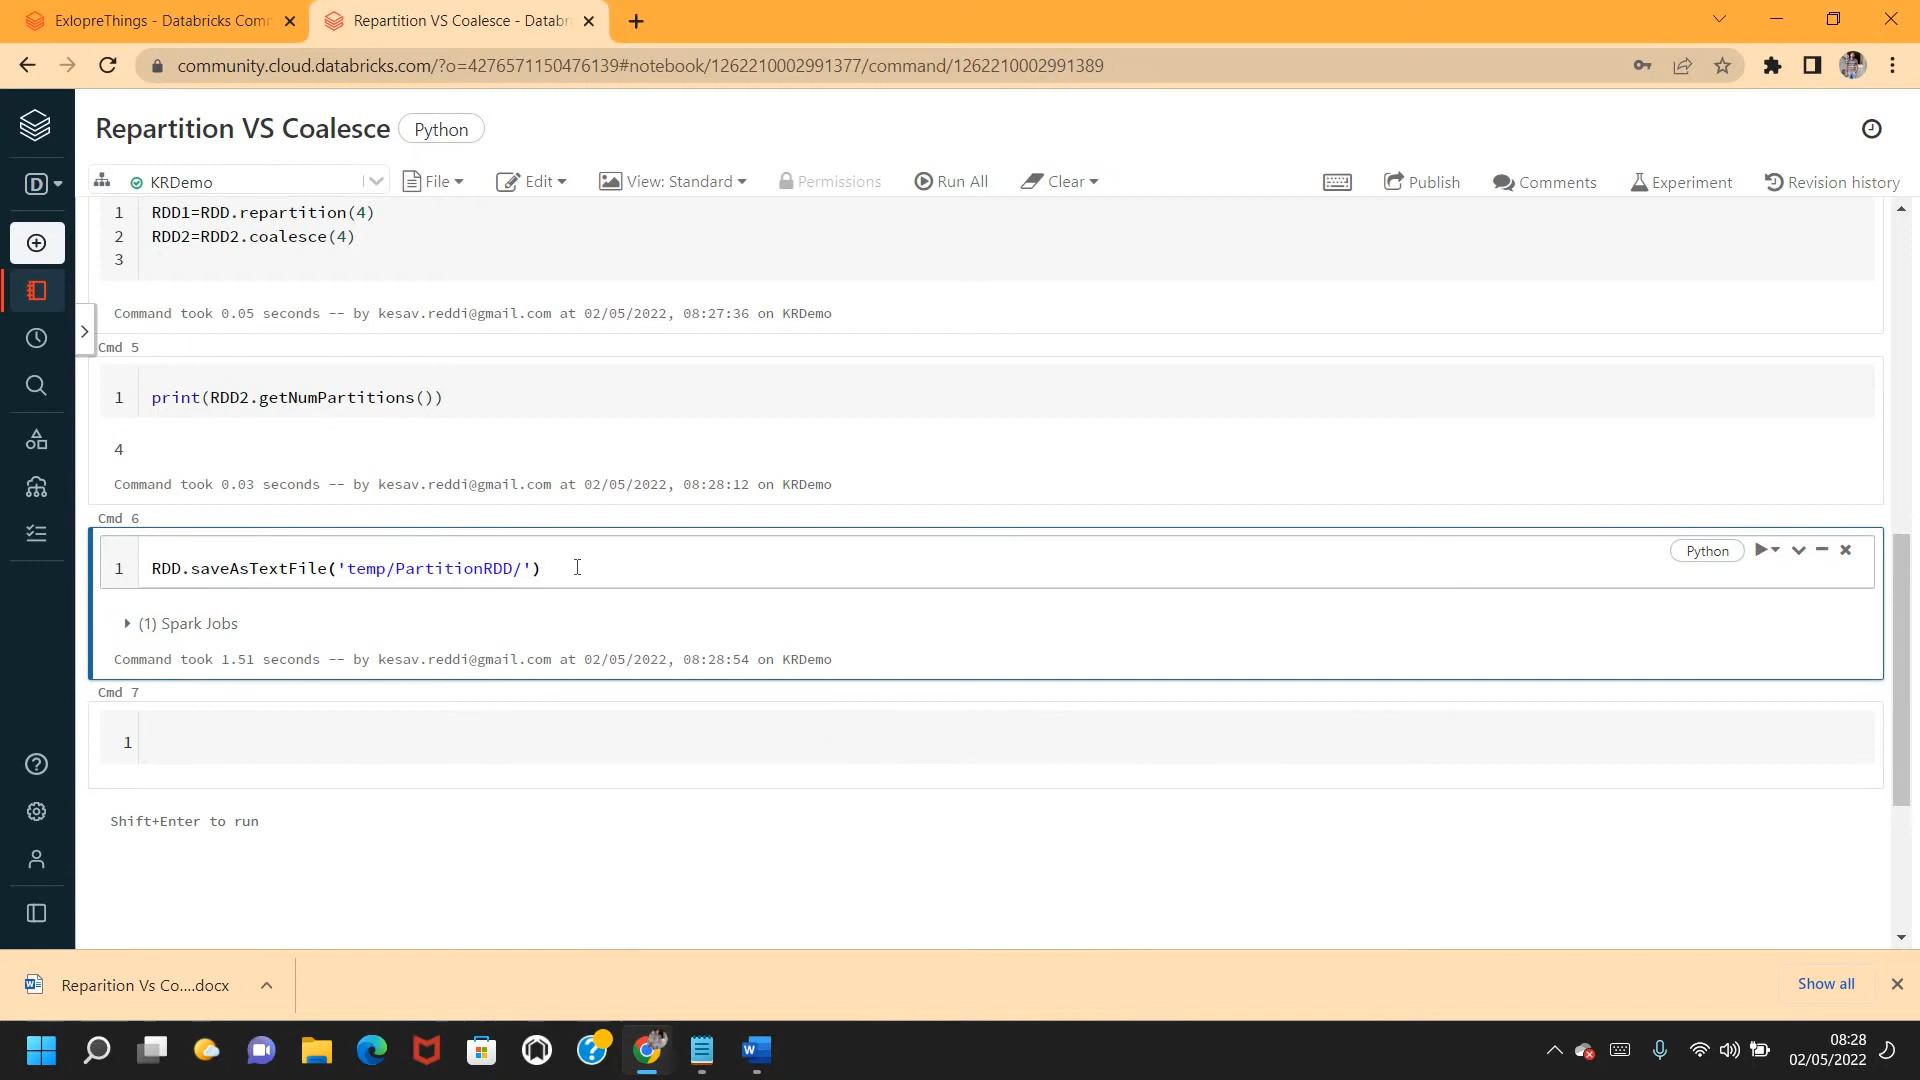 ExlopreThings - Databricks Com
Repartition VS Coalesce - Datab
community.cloud.databricks.com/?o=4276571150476139#notebook/1262210002991377/command/1262210002991389
Repartition VS Coalesce
Python
D
KRDemo
File
Edit
View: Standard
Permissions
Run All
Clear
Publish
Comments
Experiment
Revision history
1 RDD1=RDD.repartition(4)
2 RDD2=RDD2.coalesce(4)
3
Command took 0.05 seconds -- by kesav.reddi@gmail.com at 02/05/2022, 08:27:36 on KRDemo
Cmd 5
1 print(RDD2.getNumPartitions())
4
Command took 0.03 seconds -- by kesav.reddi@gmail.com at 02/05/2022, 08:28:12 on KRDemo
Cmd 6
Python
1 RDD.saveAsTextFile('temp/PartitionRDD/')
(1) Spark Jobs
Command took 1.51 seconds -- by kesav.reddi@gmail.com at 02/05/2022, 08:28:54 on KRDemo
Cmd 7
1
Shift+Enter to run
Reparition Vs Co....docx
Show all
08:28
02/05/2022